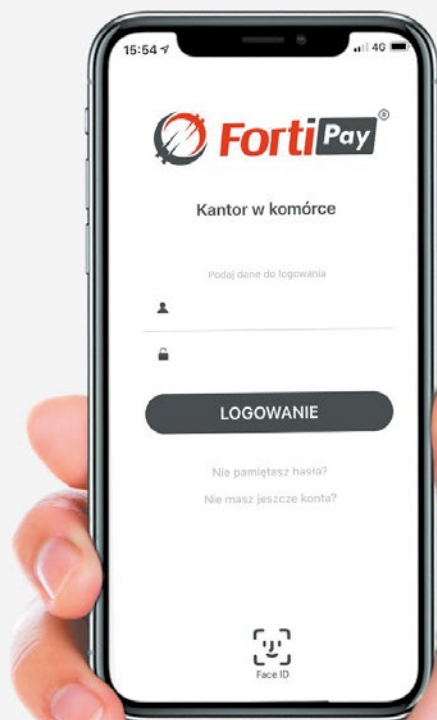 15:54
4G
FortiPay®
Kantor w komórce
Podaj dane do logowania
LOGOWANIE
Nie pamiętasz hasła?
Nie masz jeszcze konta?
Face ID